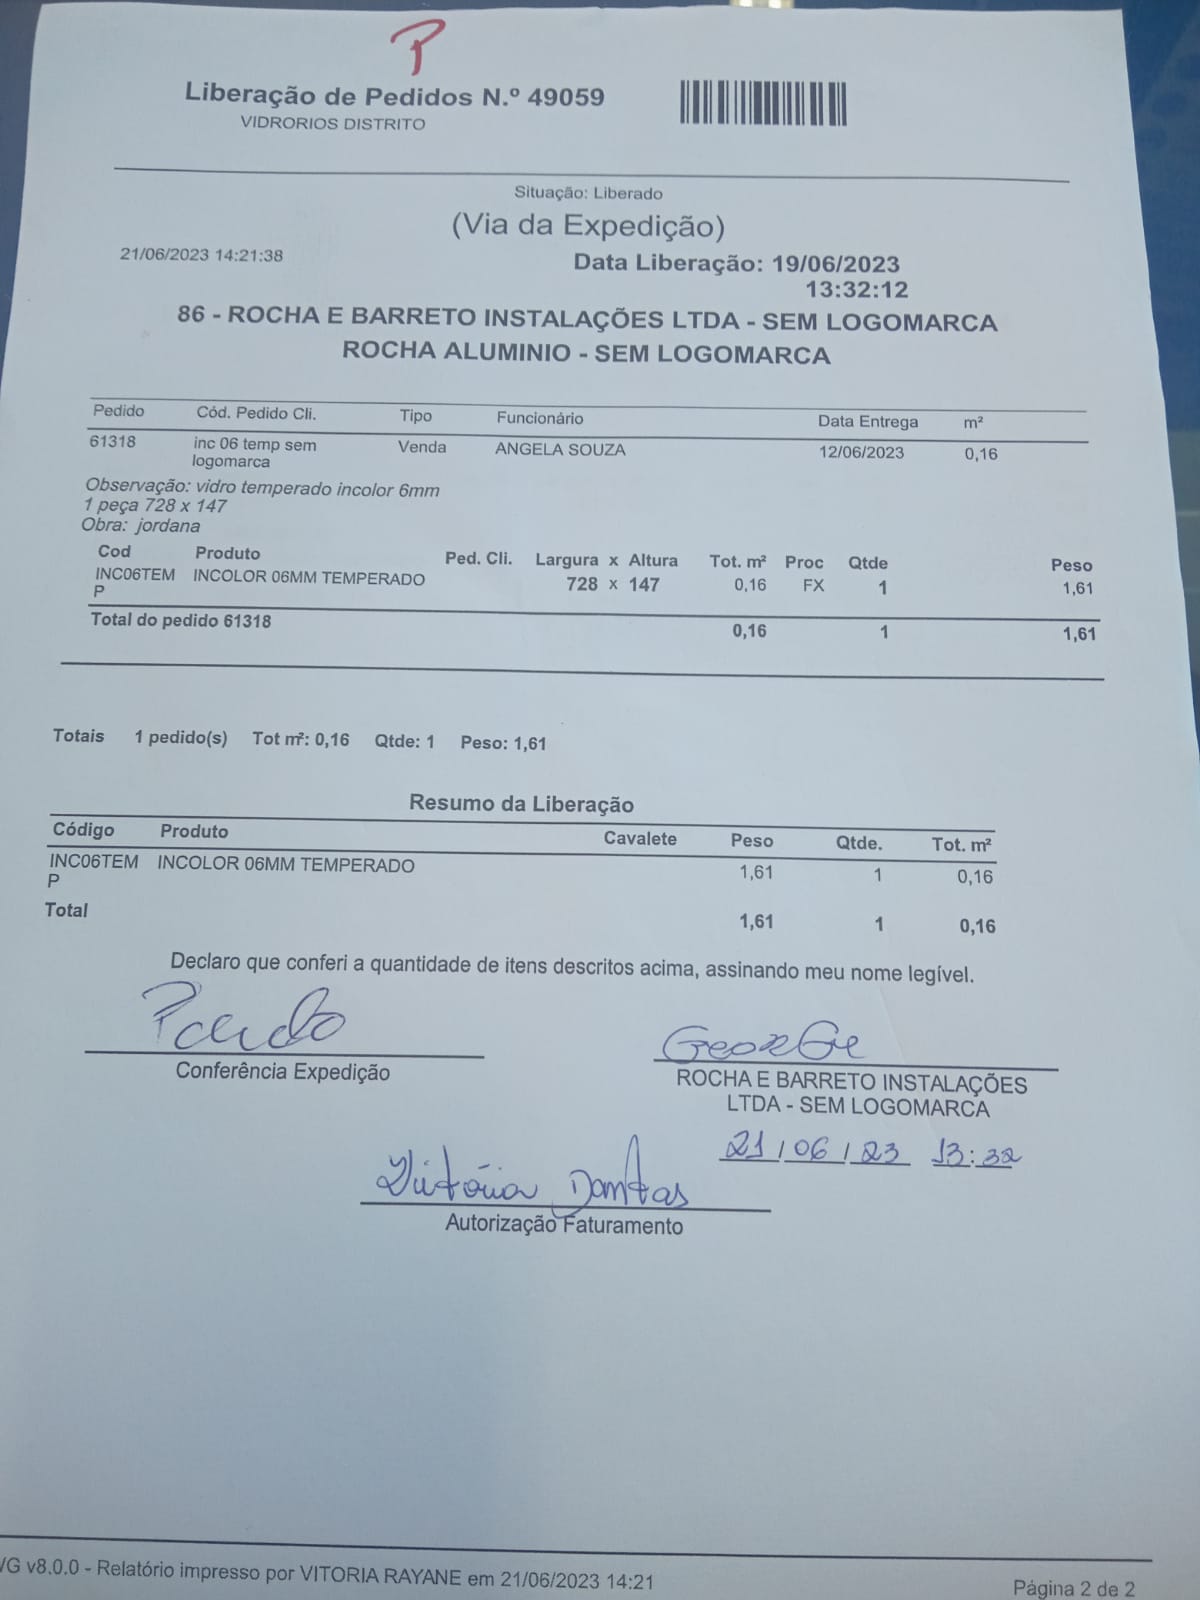 P
Liberação de Pedidos N.º 49059
VIDRORIOS DISTRITO
Situação: Liberado
(Via da Expedição)
21/06/2023 14:21:38
Data Liberação: 19/06/2023
13:32:12
86 - ROCHA E BARRETO INSTALAÇÕES LTDA - SEM LOGOMARCA
ROCHA ALUMINIO - SEM LOGOMARCA
Pedido Cód. Pedido Cli. Tipo Funcionário Data Entrega m²
61318 inc 06 temp sem Venda ANGELA SOUZA 12/06/2023 0,16
logomarca
Observação: vidro temperado incolor 6mm
1 peça 728 x 147
Obra: jordana
Cod Produto Ped. Cli. Largura x Altura Tot. m² Proc Qtde Peso
INC06TEM INCOLOR 06MM TEMPERADO 728 x 147 0,16 FX 1 1,61
P
Total do pedido 61318 0,16 1 1,61
Totais 1 pedido(s) Tot m²: 0,16 Qtde: 1 Peso: 1,61
Resumo da Liberação
Código Produto Cavalete Peso Qtde. Tot. m²
INC06TEM INCOLOR 06MM TEMPERADO 1,61 1 0,16
P
Total 1,61 1 0,16
Declaro que conferi a quantidade de itens descritos acima, assinando meu nome legível.
GeorGe
Conferência Expedição
ROCHA E BARRETO INSTALAÇÕES
LTDA - SEM LOGOMARCA
21/06/23 13:32
Vitória Dantas
Autorização Faturamento
VG v8.0.0 - Relatório impresso por VITORIA RAYANE em 21/06/2023 14:21
Página 2 de 2